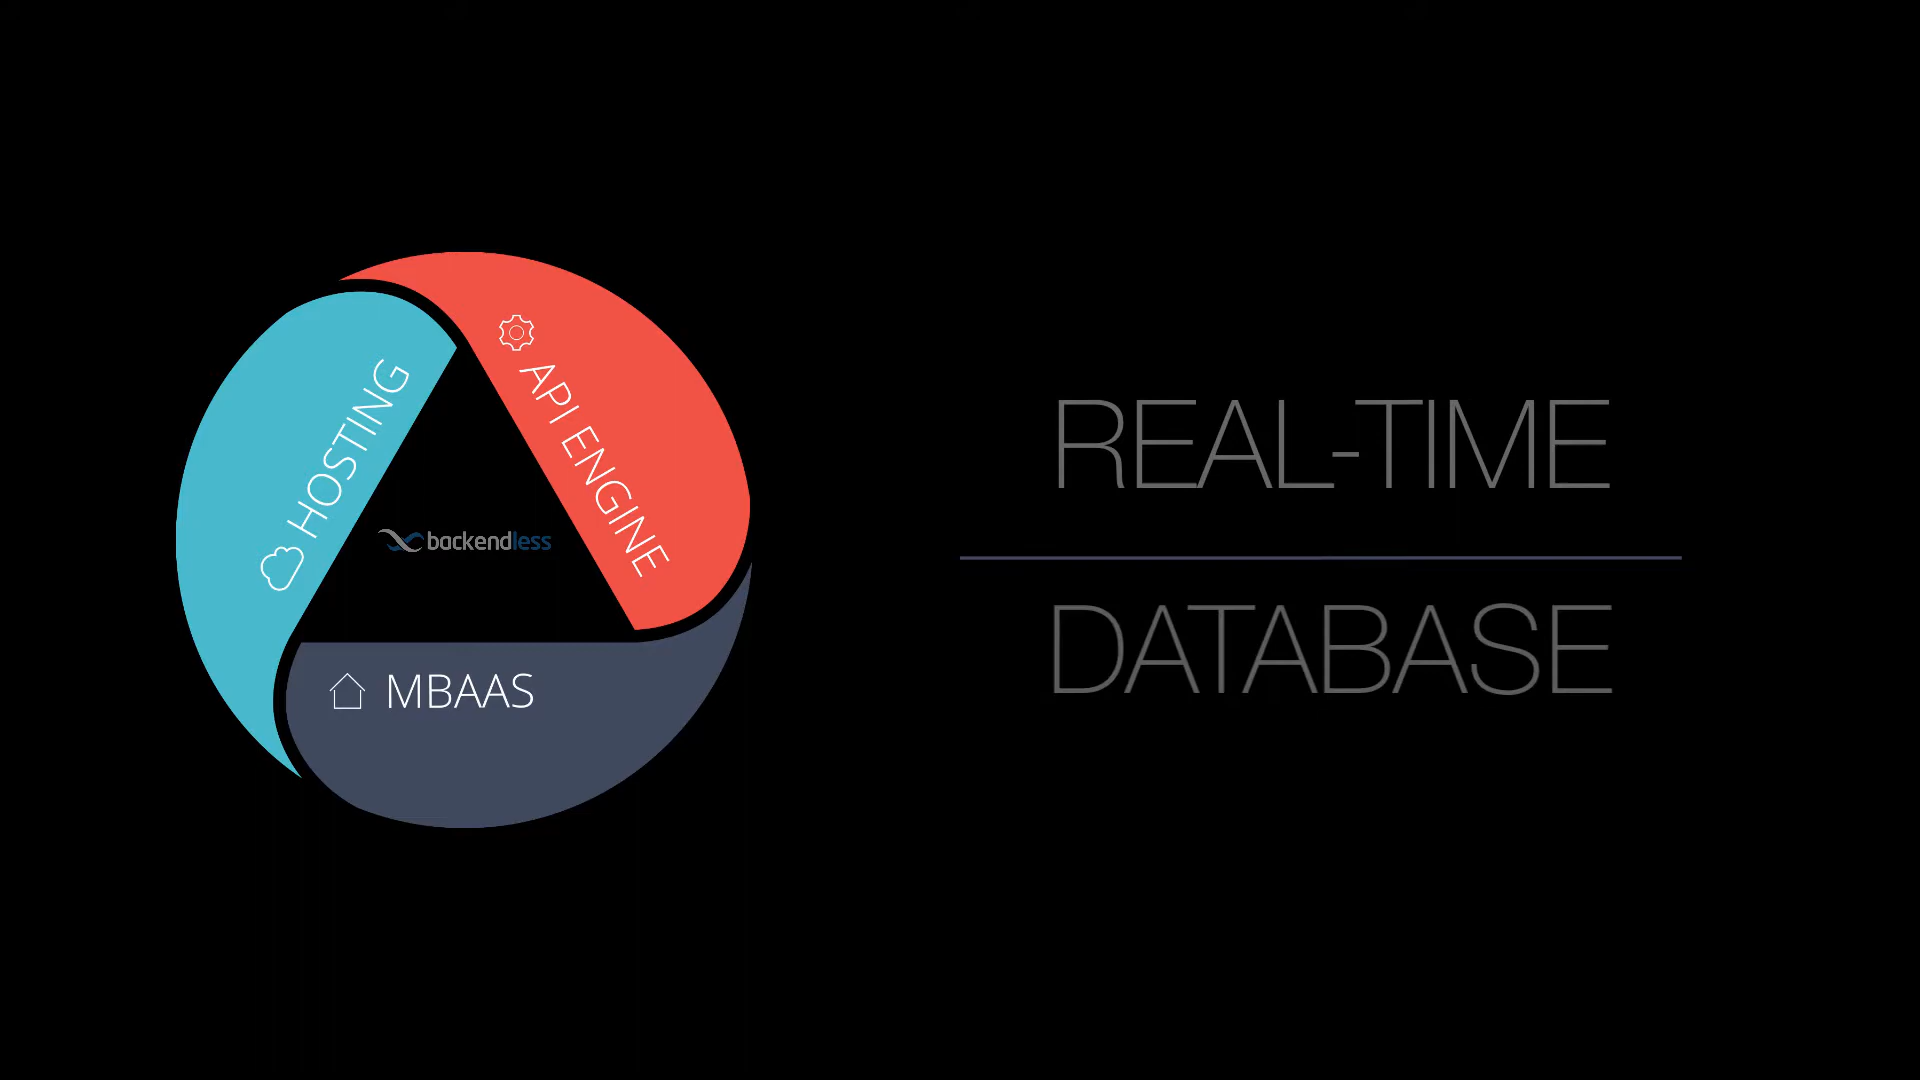 HOSTING
API ENGINE
backendless
MBAAS
REAL-TIME
DATABASE